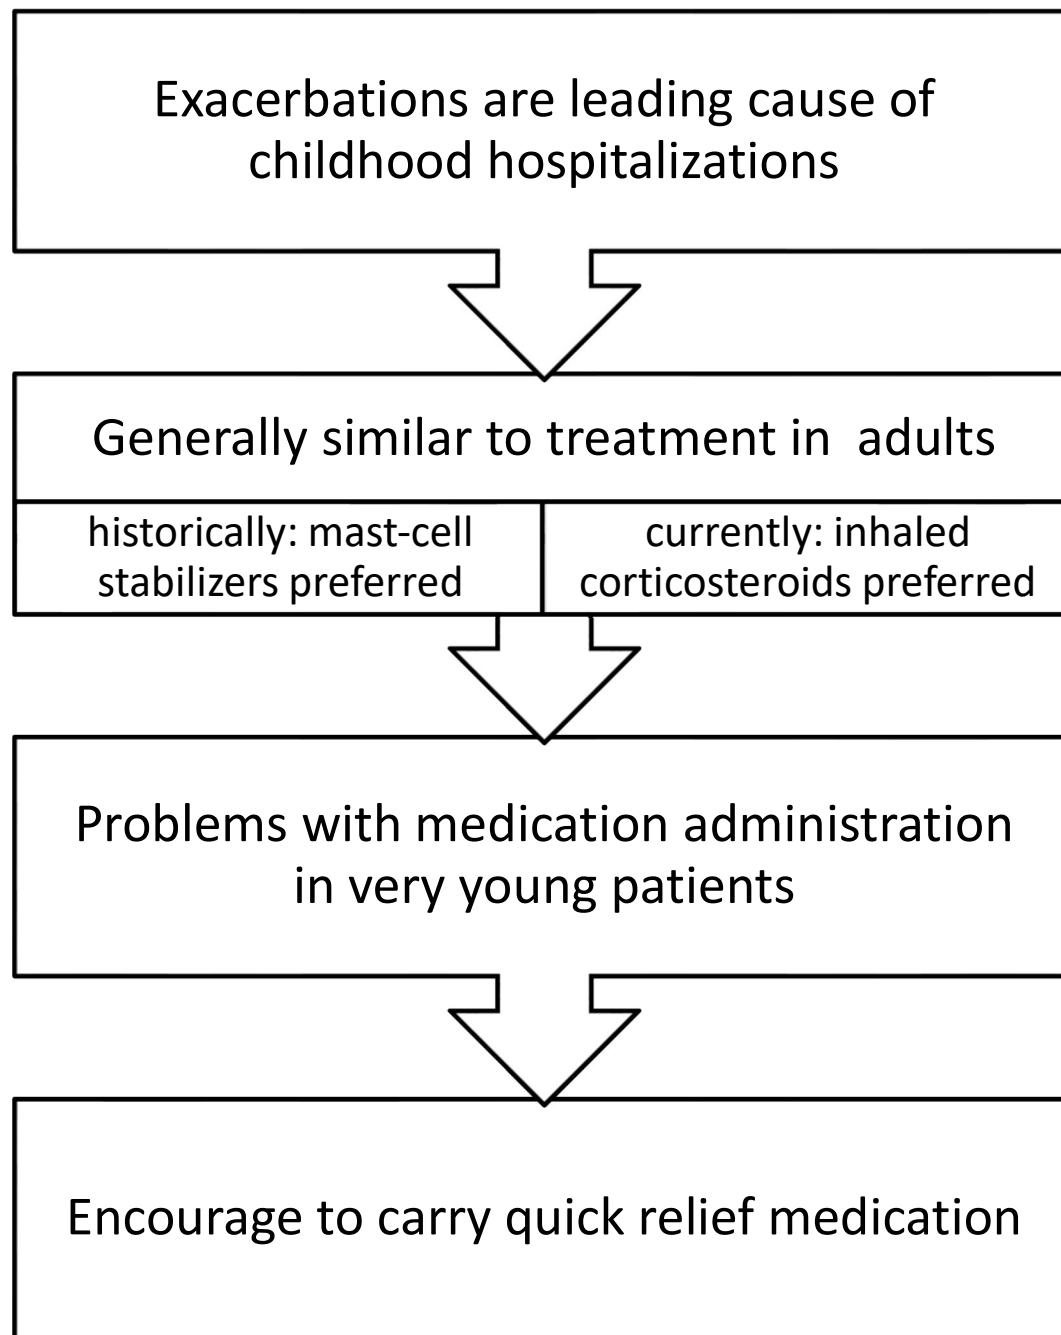 Exacerbations are leading cause of
childhood hospitalizations
Generally similar to treatment in  adults
historically: mast-cell
stabilizers preferred
currently: inhaled
corticosteroids preferred
Problems with medication administration
in very young patients
Encourage to carry quick relief medication